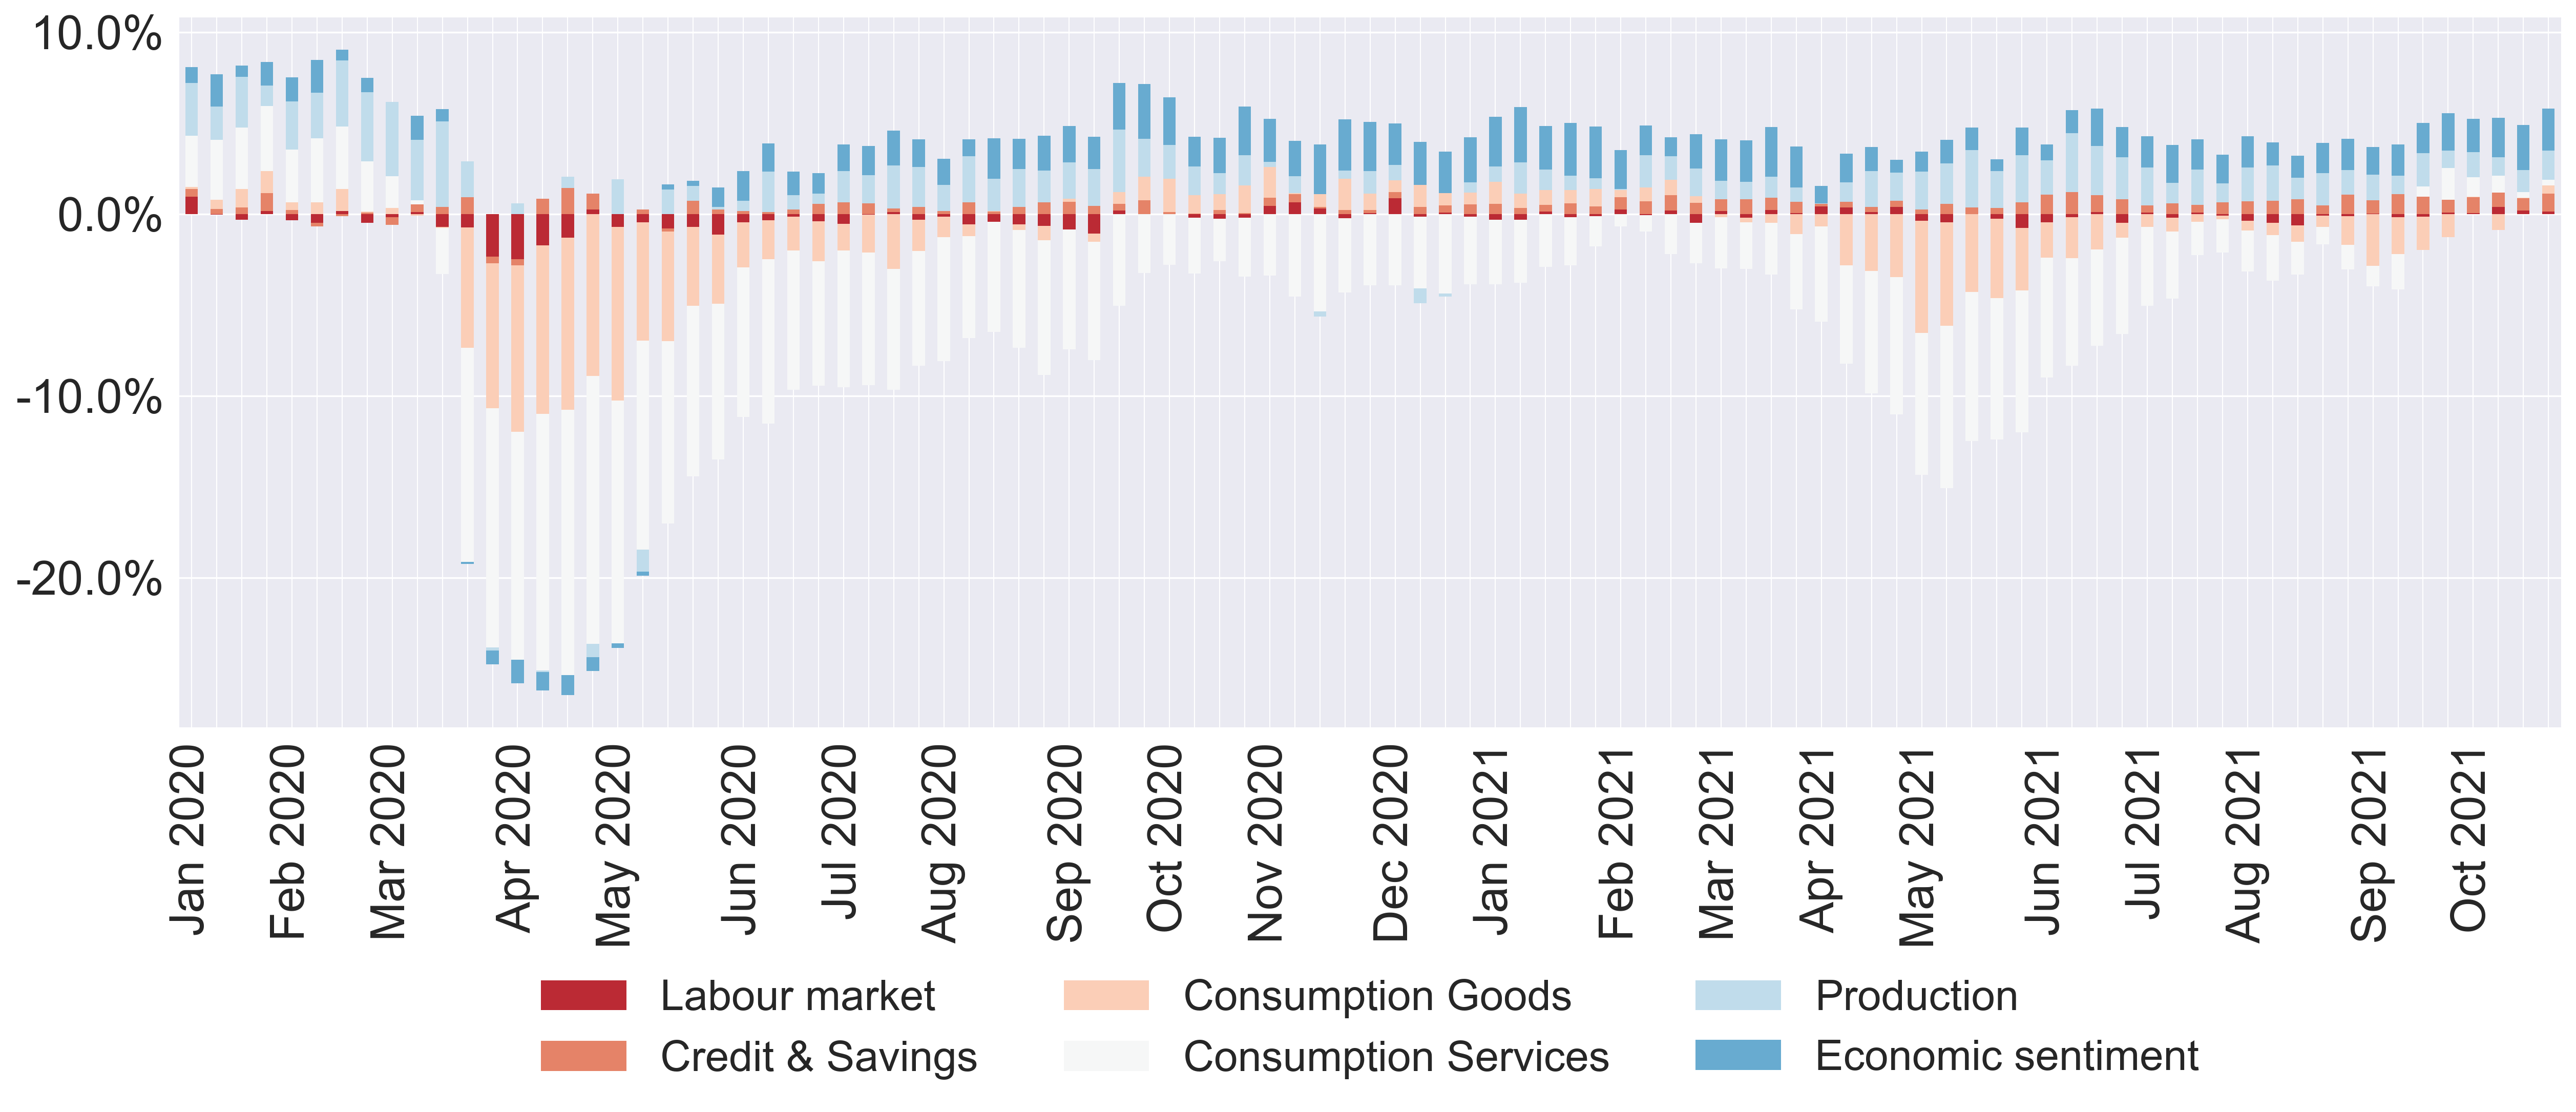 10.0%
0.0%
-10.0%
-20.0%
Jan 2020
Feb 2020
Mar 2020
Apr 2020
May 2020
Jun 2020
Jul 2020
Aug 2020
Sep 2020
Oct 2020
Nov 2020
Dec 2020
Jan 2021
Feb 2021
Mar 2021
Apr 2021
May 2021
Jun 2021
Jul 2021
Aug 2021
Sep 2021
Oct 2021
Labour market
Credit & Savings
Consumption Goods
Consumption Services
Production
Economic sentiment